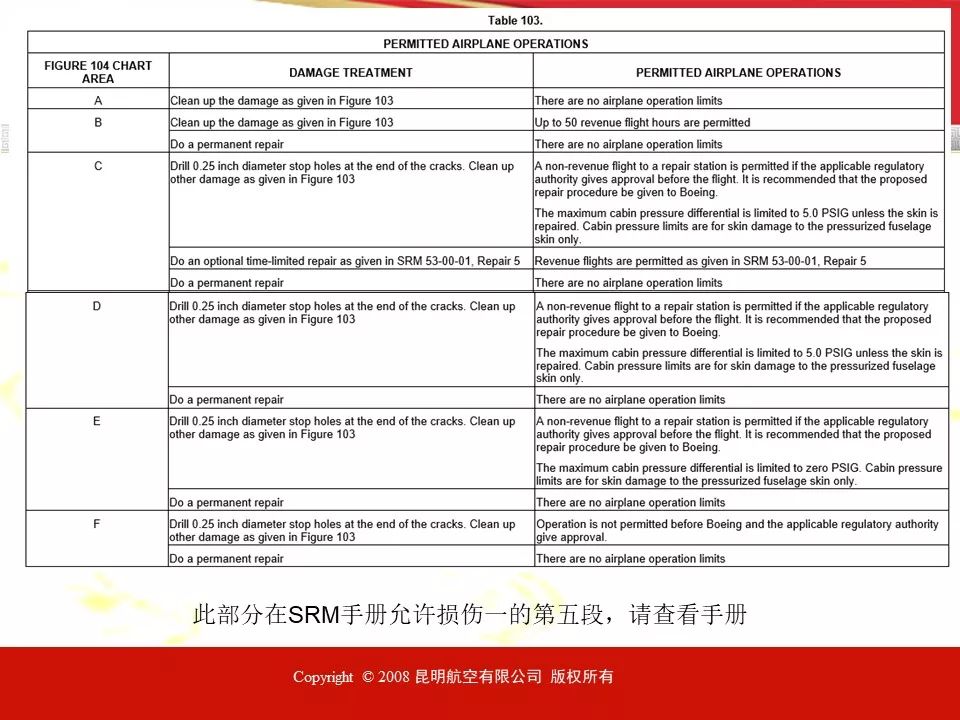 Table 103.
PERMITTED AIRPLANE OPERATIONS
FIGURE 104 CHART
AREA
DAMAGE TREATMENT
PERMITTED AIRPLANE OPERATIONS
A
Clean up the damage as given in Figure 103
There are no airplane operation limits
B
Clean up the damage as given in Figure 103
Up to 50 revenue flight hours are permitted
Do a permanent repair
There are no airplane operation limits
C
Drill 0.25 inch diameter stop holes at the end of the cracks. Clean up
other damage as given in Figure 103
A non-revenue flight to a repair station is permitted if the applicable regulatory
authority gives approval before the flight. It is recommended that the proposed
repair procedure be given to Boeing.
The maximum cabin pressure differential is limited to 5.0 PSIG unless the skin is
repaired. Cabin pressure limits are for skin damage to the pressurized fuselage
skin only.
Do an optional time-limited repair as given in SRM 53-00-01, Repair 5
Revenue flights are permitted as given in SRM 53-00-01, Repair 5
Do a permanent repair
There are no airplane operation limits
D
Drill 0.25 inch diameter stop holes at the end of the cracks. Clean up
other damage as given in Figure 103
A non-revenue flight to a repair station is permitted if the applicable regulatory
authority gives approval before the flight. It is recommended that the proposed
repair procedure be given to Boeing.
The maximum cabin pressure differential is limited to 5.0 PSIG unless the skin is
repaired. Cabin pressure limits are for skin damage to the pressurized fuselage
skin only.
Do a permanent repair
There are no airplane operation limits
E
Drill 0.25 inch diameter stop holes at the end of the cracks. Clean up
other damage as given in Figure 103
A non-revenue flight to a repair station is permitted if the applicable regulatory
authority gives approval before the flight. It is recommended that the proposed
repair procedure be given to Boeing.
The maximum cabin pressure differential is limited to zero PSIG. Cabin pressure
limits are for skin damage to the pressurized fuselage skin only.
Do a permanent repair
There are no airplane operation limits
F
Drill 0.25 inch diameter stop holes at the end of the cracks. Clean up
other damage as given in Figure 103
Operation is not permitted before Boeing and the applicable regulatory authority
give approval.
Do a permanent repair
There are no airplane operation limits
此部分在SRM手册允许损伤一的第五段，请查看手册
Copyright © 2008 昆明航空有限公司 版权所有